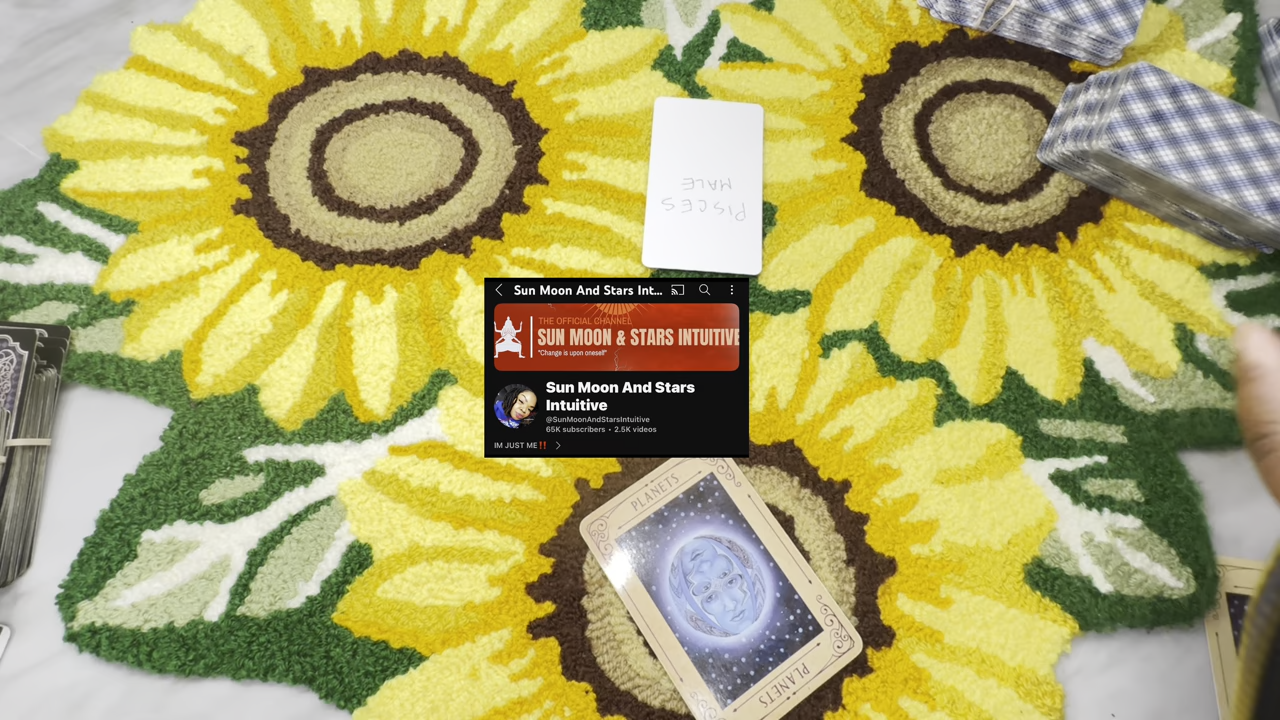 PISCES
MALE
Sun Moon And Stars Int...
THE OFFICIAL CHANNEL
SUN MOON & STARS INTUITIVE
"Change is upon oneself"
Sun Moon And Stars
Intuitive
@SunMoonAndStarsIntuitive
65K subscribers • 2.5K videos
IM JUST ME‼️
PLANETS
PLANETS